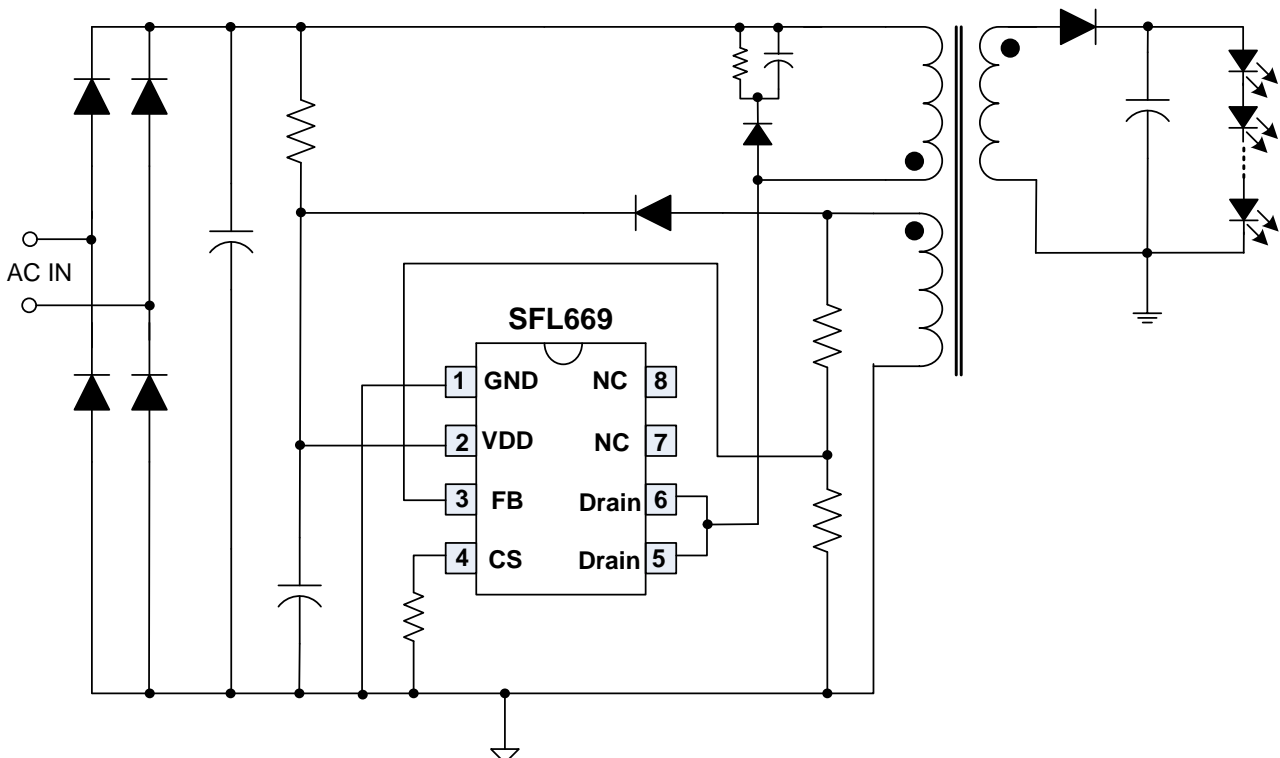 AC IN
SFL669
1 GND NC 8
2 VDD NC 7
3 FB Drain 6
4 CS Drain 5